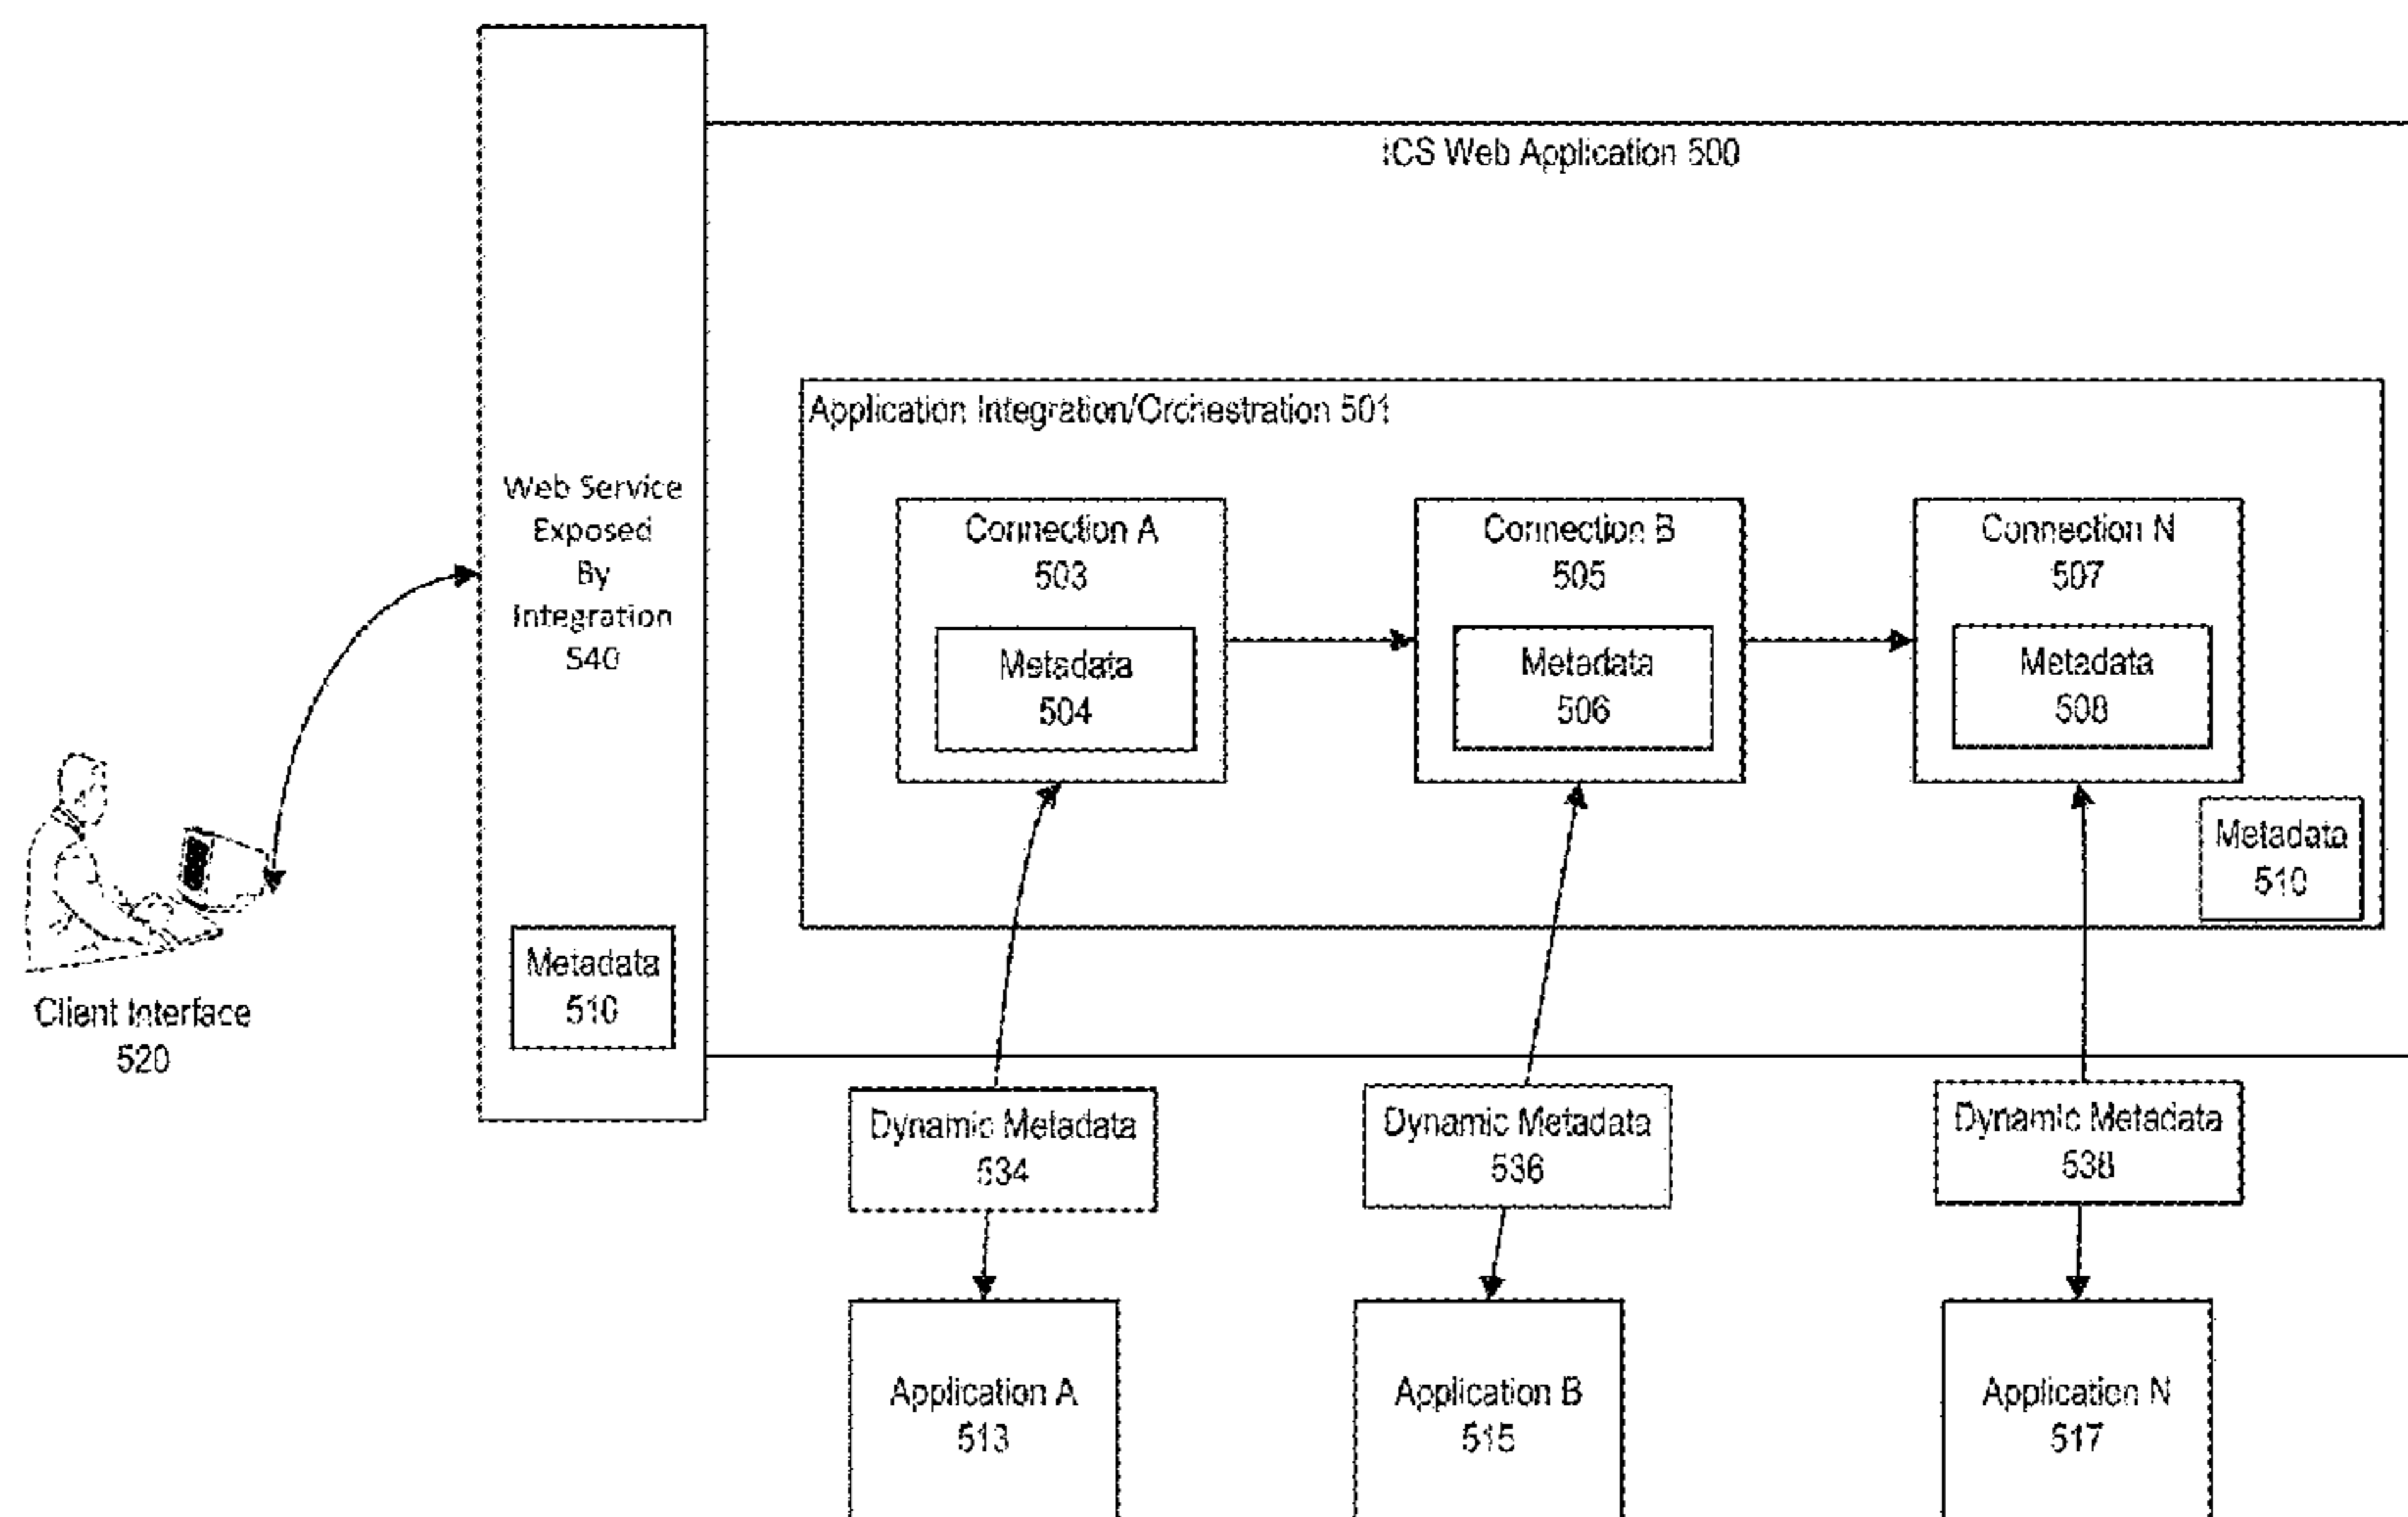 ICS Web Application 500
Application Integration/Orchestration 501
Web Service
Exposed
By
Integration
540
Connection A
503
Metadata
504
Connection B
505
Metadata
506
Connection N
507
Metadata
508
Metadata
510
Metadata
510
Client Interface
520
Dynamic Metadata
534
Dynamic Metadata
536
Dynamic Metadata
538
Application A
513
Application B
515
Application N
517